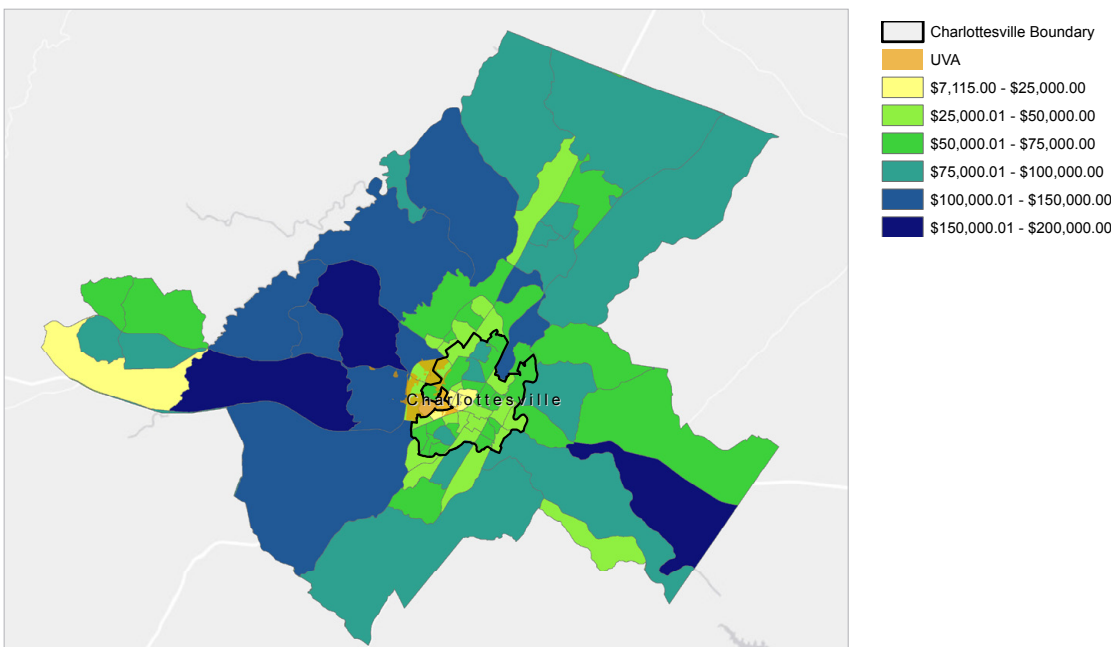 Charlottesville Boundary
UVA
$7,115.00 - $25,000.00
$25,000.01 - $50,000.00
$50,000.01 - $75,000.00
$75,000.01 - $100,000.00
$100,000.01 - $150,000.00
$150,000.01 - $200,000.00
Charlottesville